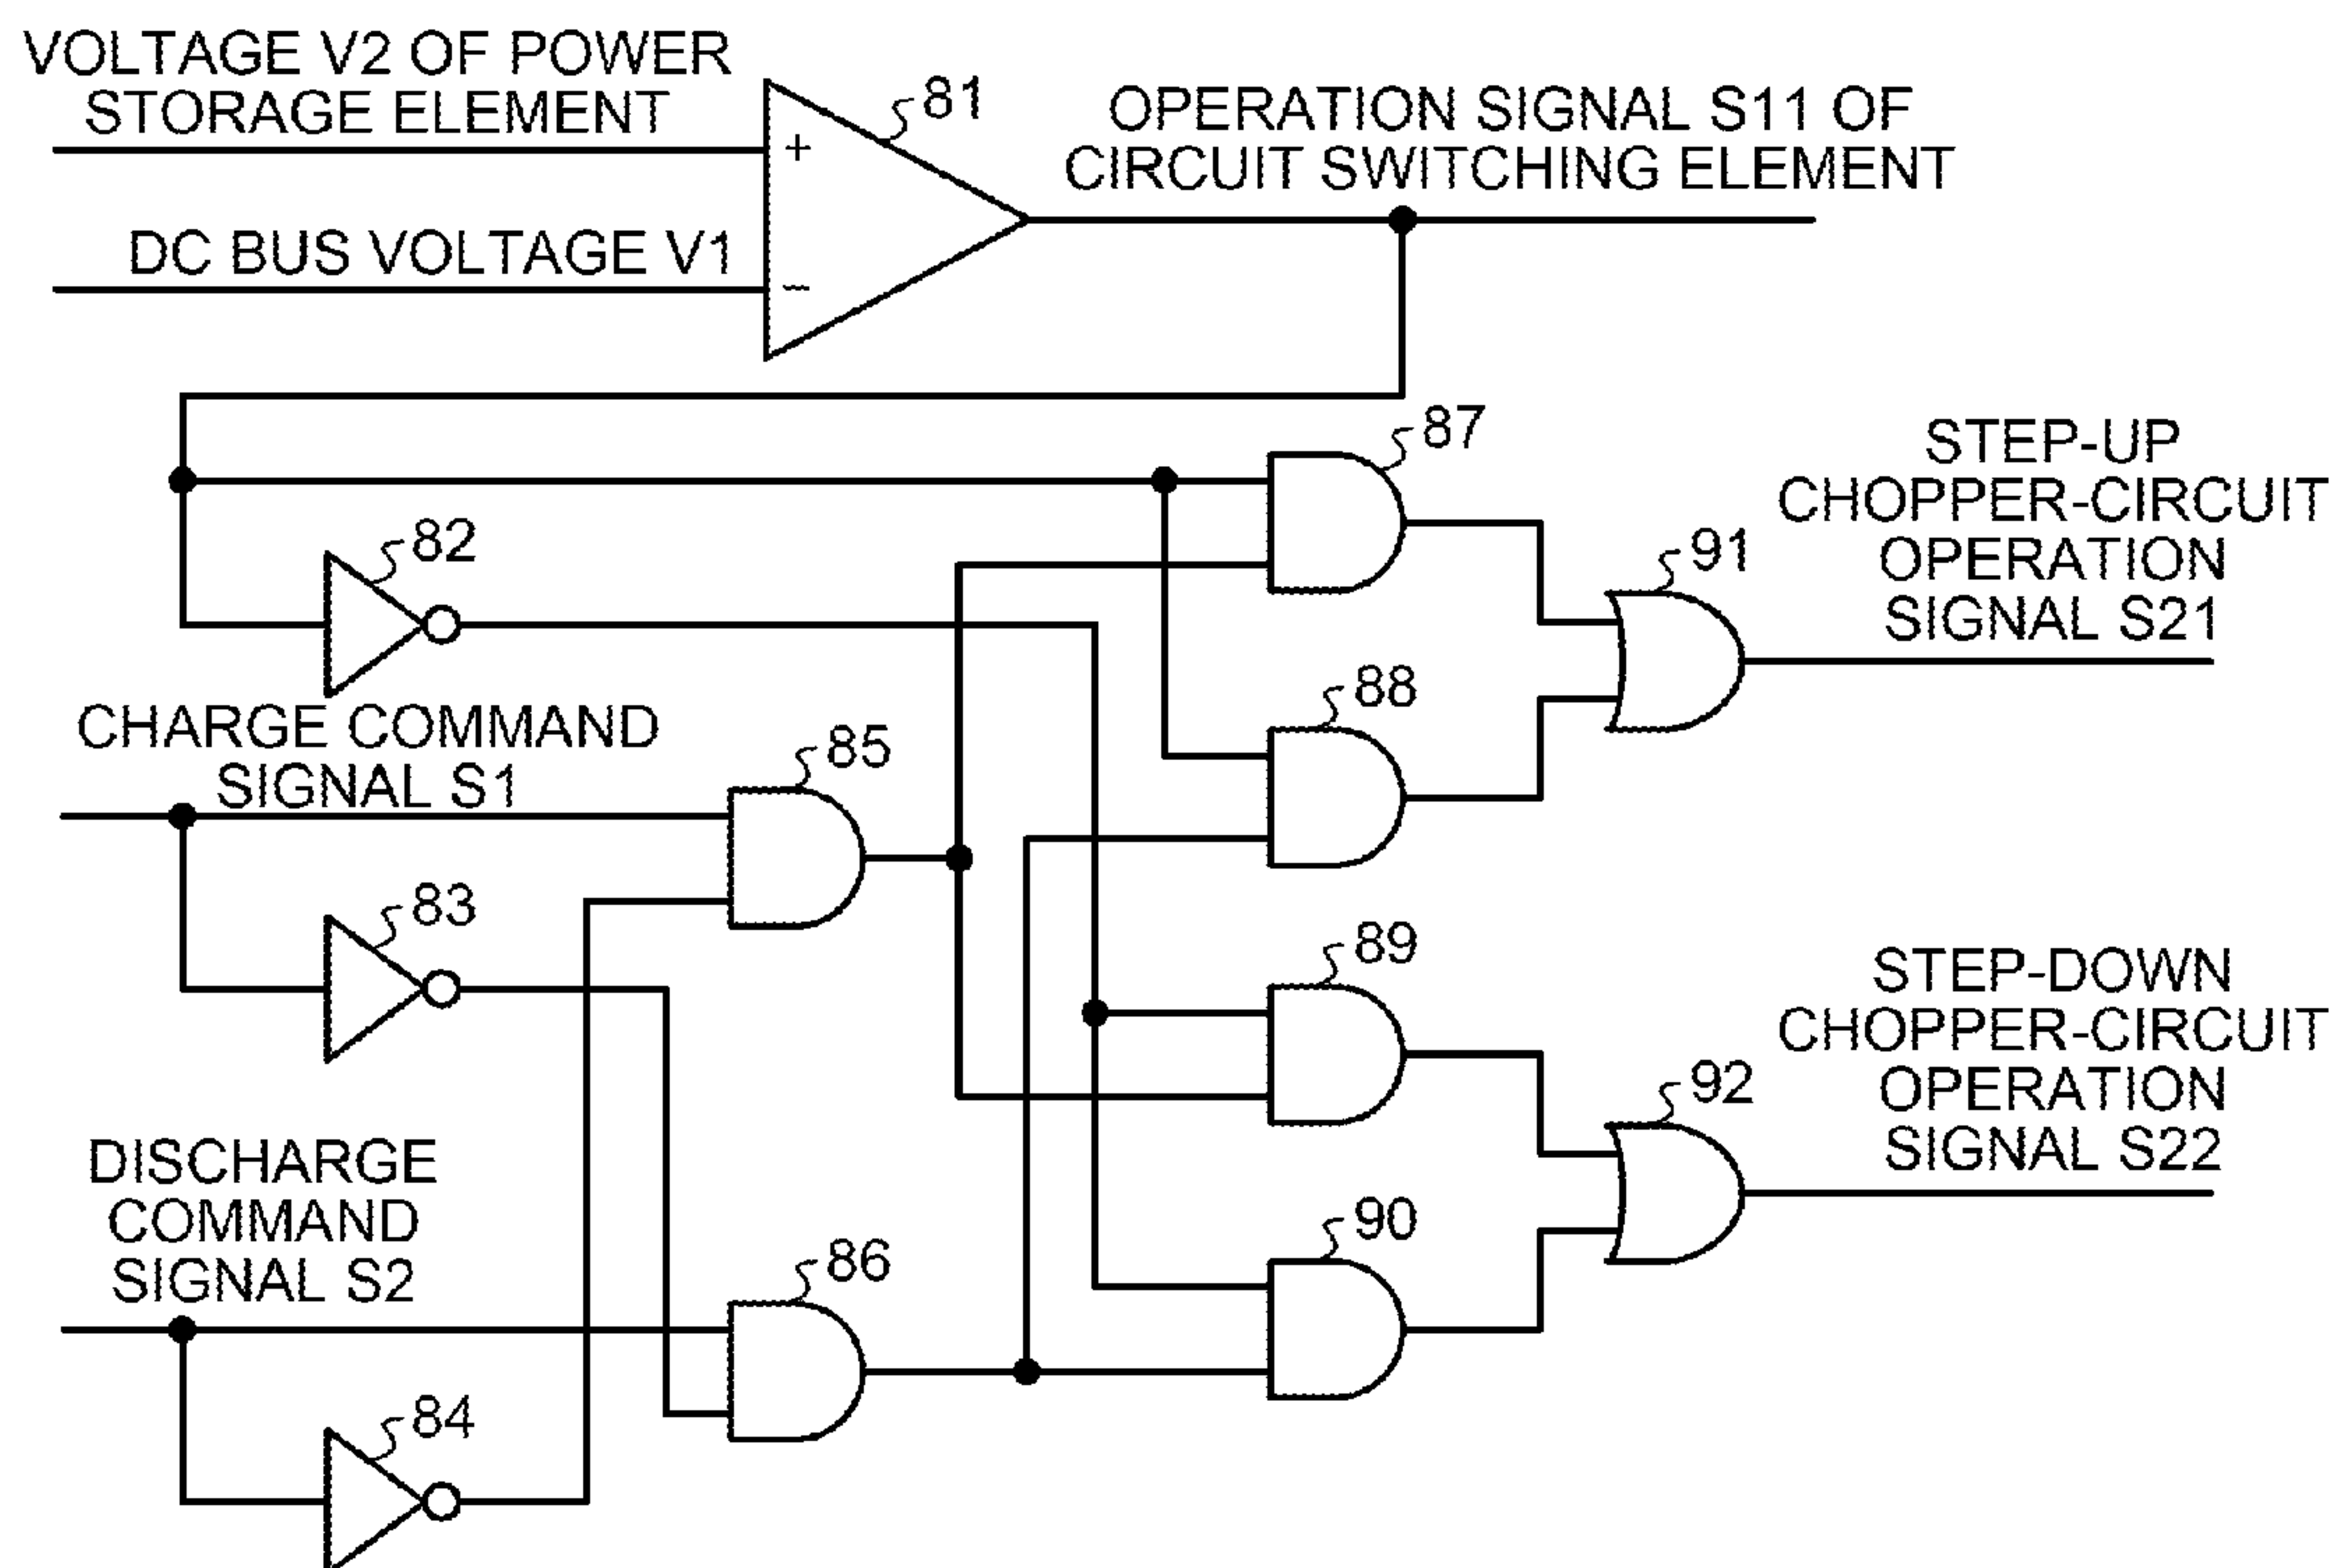 VOLTAGE V2 OF POWER
STORAGE ELEMENT
+
81
OPERATION SIGNAL S11 OF
CIRCUIT SWITCHING ELEMENT
DC BUS VOLTAGE V1
−
87
STEP-UP
CHOPPER-CIRCUIT
OPERATION
SIGNAL S21
82
91
88
CHARGE COMMAND
SIGNAL S1
85
83
89
STEP-DOWN
CHOPPER-CIRCUIT
OPERATION
SIGNAL S22
92
DISCHARGE
COMMAND
SIGNAL S2
86
90
84